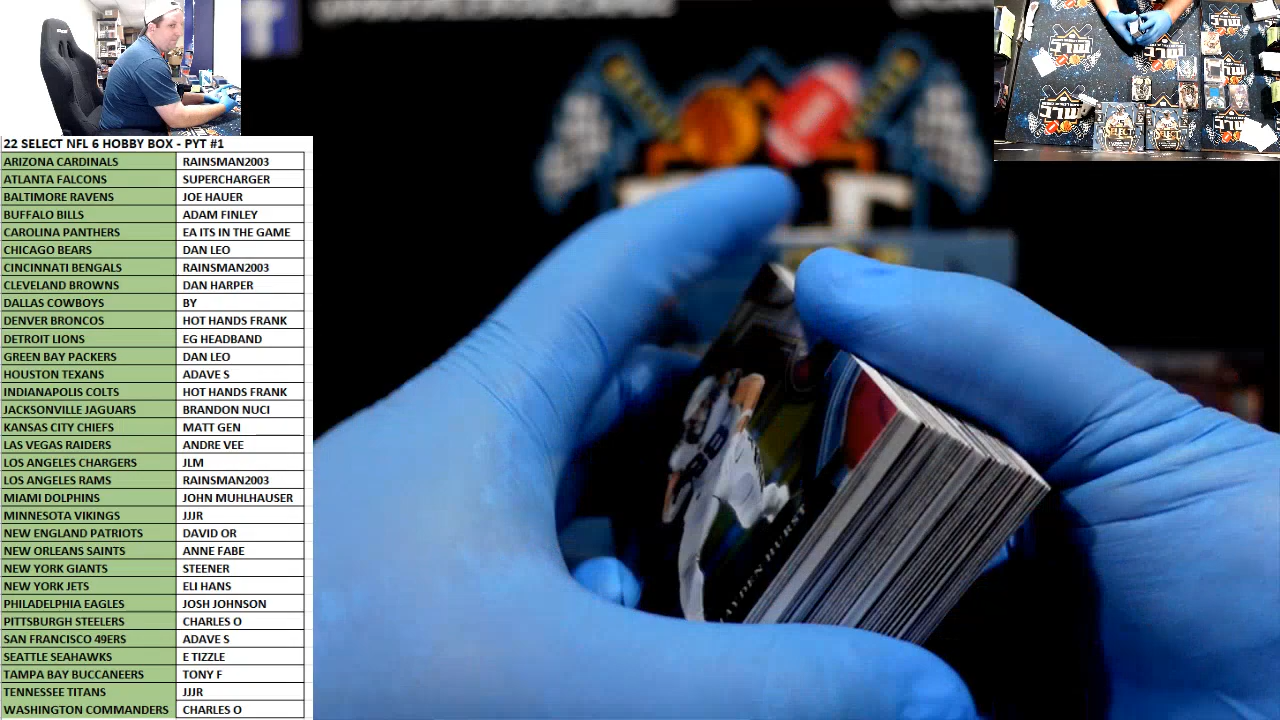 22 SELECT NFL 6 HOBBY BOX - PYT #1
ARIZONA CARDINALS RAINSMAN2003
ATLANTA FALCONS SUPERCHARGER
BALTIMORE RAVENS JOE HAUER
BUFFALO BILLS ADAM FINLEY
CAROLINA PANTHERS EA ITS IN THE GAME
CHICAGO BEARS DAN LEO
CINCINNATI BENGALS RAINSMAN2003
CLEVELAND BROWNS DAN HARPER
DALLAS COWBOYS BY
DENVER BRONCOS HOT HANDS FRANK
DETROIT LIONS EG HEADBAND
GREEN BAY PACKERS DAN LEO
HOUSTON TEXANS ADAVE S
INDIANAPOLIS COLTS HOT HANDS FRANK
JACKSONVILLE JAGUARS BRANDON NUCI
KANSAS CITY CHIEFS MATT GEN
LAS VEGAS RAIDERS ANDRE VEE
LOS ANGELES CHARGERS JLM
LOS ANGELES RAMS RAINSMAN2003
MIAMI DOLPHINS JOHN MUHLHAUSER
MINNESOTA VIKINGS JJJR
NEW ENGLAND PATRIOTS DAVID OR
NEW ORLEANS SAINTS ANNE FABE
NEW YORK GIANTS STEENER
NEW YORK JETS ELI HANS
PHILADELPHIA EAGLES JOSH JOHNSON
PITTSBURGH STEELERS CHARLES O
SAN FRANCISCO 49ERS ADAVE S
SEATTLE SEAHAWKS E TIZZLE
TAMPA BAY BUCCANEERS TONY F
TENNESSEE TITANS JJJR
WASHINGTON COMMANDERS CHARLES O
HAYDEN HURST
SELECT